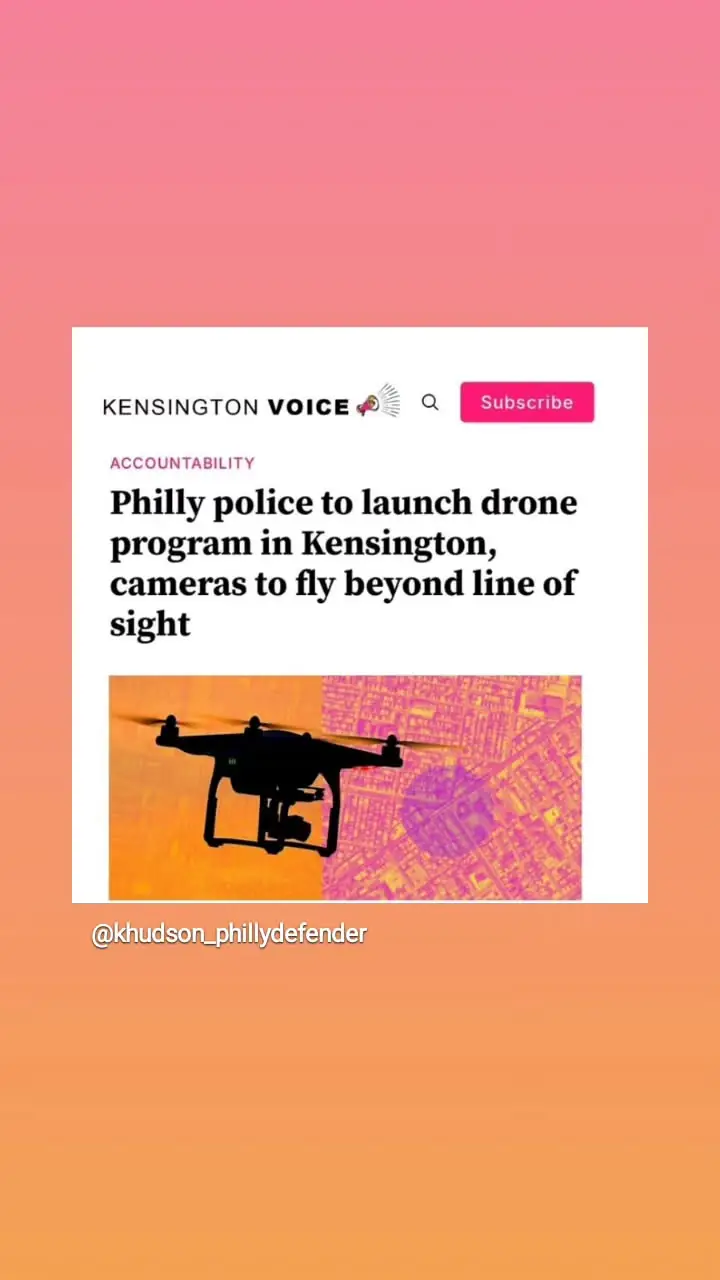 KENSINGTON VOICE
Subscribe
ACCOUNTABILITY
Philly police to launch drone
program in Kensington,
cameras to fly beyond line of
sight
@khudson_phillydefender